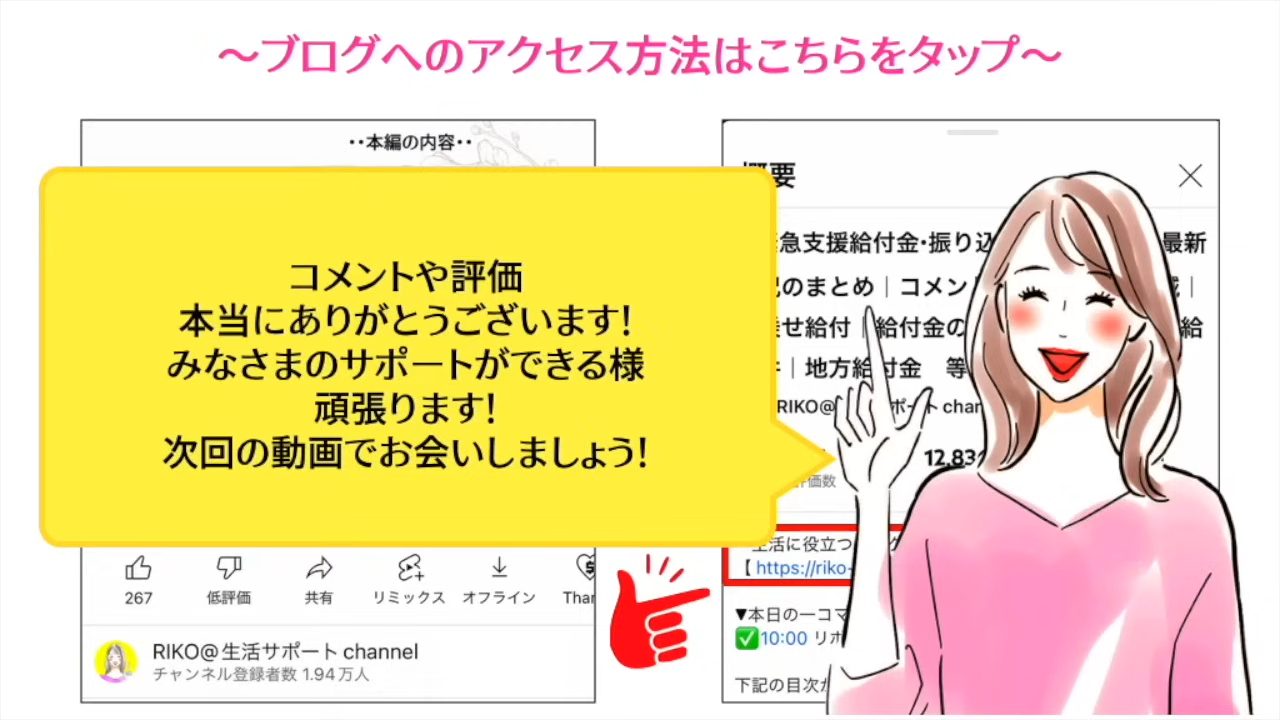 ～ブログへのアクセス方法はこちらをタップ～
・・本編の内容・・
コメントや評価
本当にありがとうございます!
みなさまのサポートができる様
頑張ります!
次回の動画でお会いしましょう!
267
低評価
共有
リミックス
オフライン
RIKO@生活サポート channel
チャンネル登録者数 1.94万人
概要
急支援給付金・振り込
最新
のまとめ｜コメン
せ給付｜給付金の
給
｜地方給付金 等
RIKO@
ポート chan
12,83
評価数
生活に役立つ
【 https://riko-
▼本日の一コマ
✅10:00 リホ
下記の目次か